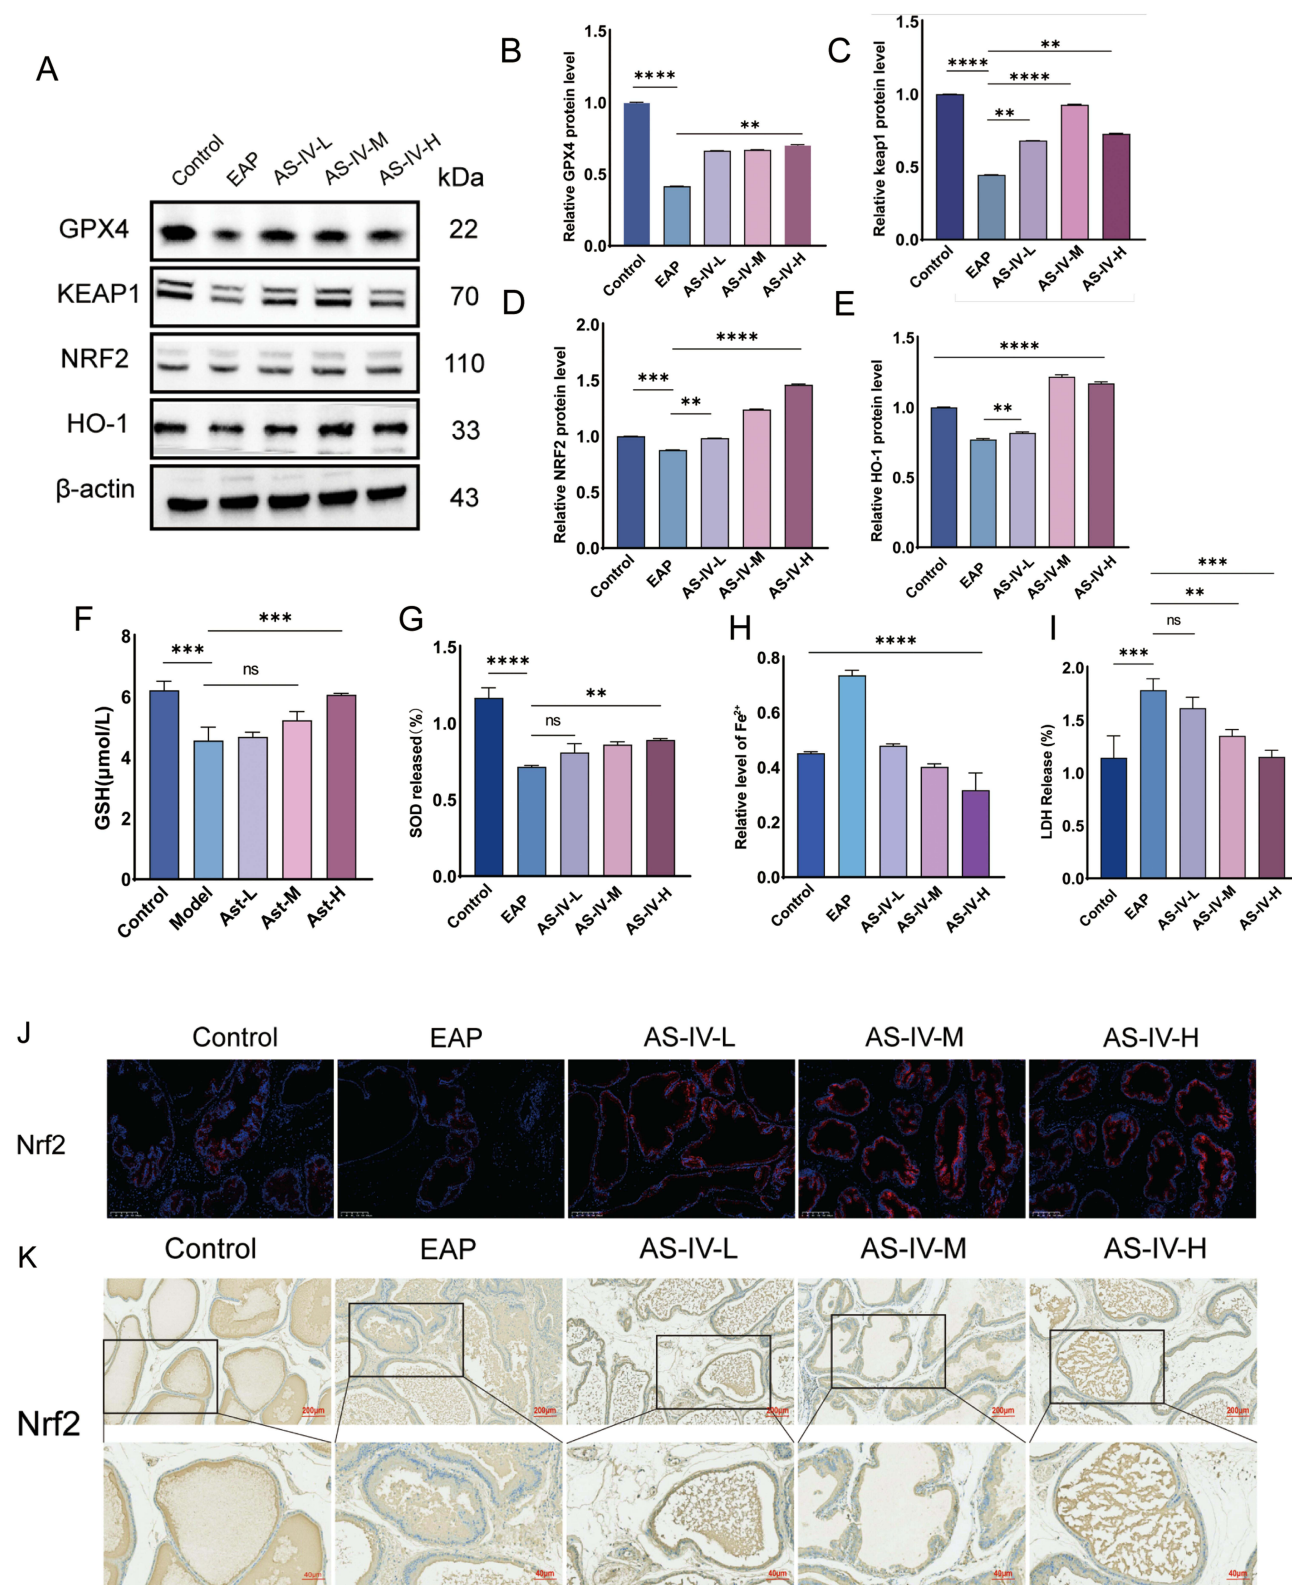 A
Control
EAP
AS-IV-L
AS-IV-M
AS-IV-H
kDa
GPX4
22
KEAP1
70
NRF2
110
HO-1
33
β-actin
43
B
Relative GPX4 protein level
1.5
1.0
0.5
0.0
****
**
Control
EAP
AS-IV-L
AS-IV-M
AS-IV-H
C
Relative keap1 protein level
1.5
1.0
0.5
0.0
**
****
****
**
Control
EAP
AS-IV-L
AS-IV-M
AS-IV-H
D
Relative NRF2 protein level
2.0
1.5
1.0
0.5
0.0
****
***
**
Control
EAP
AS-IV-L
AS-IV-M
AS-IV-H
E
Relative HO-1 protein level
1.5
1.0
0.5
0.0
****
**
Control
EAP
AS-IV-L
AS-IV-M
AS-IV-H
F
GSH(μmol/L)
8
6
4
2
0
***
***
ns
Control
Model
Ast-L
Ast-M
Ast-H
G
SOD released(%)
1.5
1.0
0.5
0.0
****
**
ns
Control
EAP
AS-IV-L
AS-IV-M
AS-IV-H
H
Relative level of Fe²⁺
0.8
0.6
0.4
0.2
0.0
****
Control
EAP
AS-IV-L
AS-IV-M
AS-IV-H
I
LDH Release (%)
2.0
1.5
1.0
0.5
0.0
***
**
ns
***
Contol
EAP
AS-IV-L
AS-IV-M
AS-IV-H
J
Control
EAP
AS-IV-L
AS-IV-M
AS-IV-H
Nrf2
K
Control
EAP
AS-IV-L
AS-IV-M
AS-IV-H
Nrf2
200μm
200μm
200μm
200μm
200μm
40μm
40μm
40μm
40μm
40μm